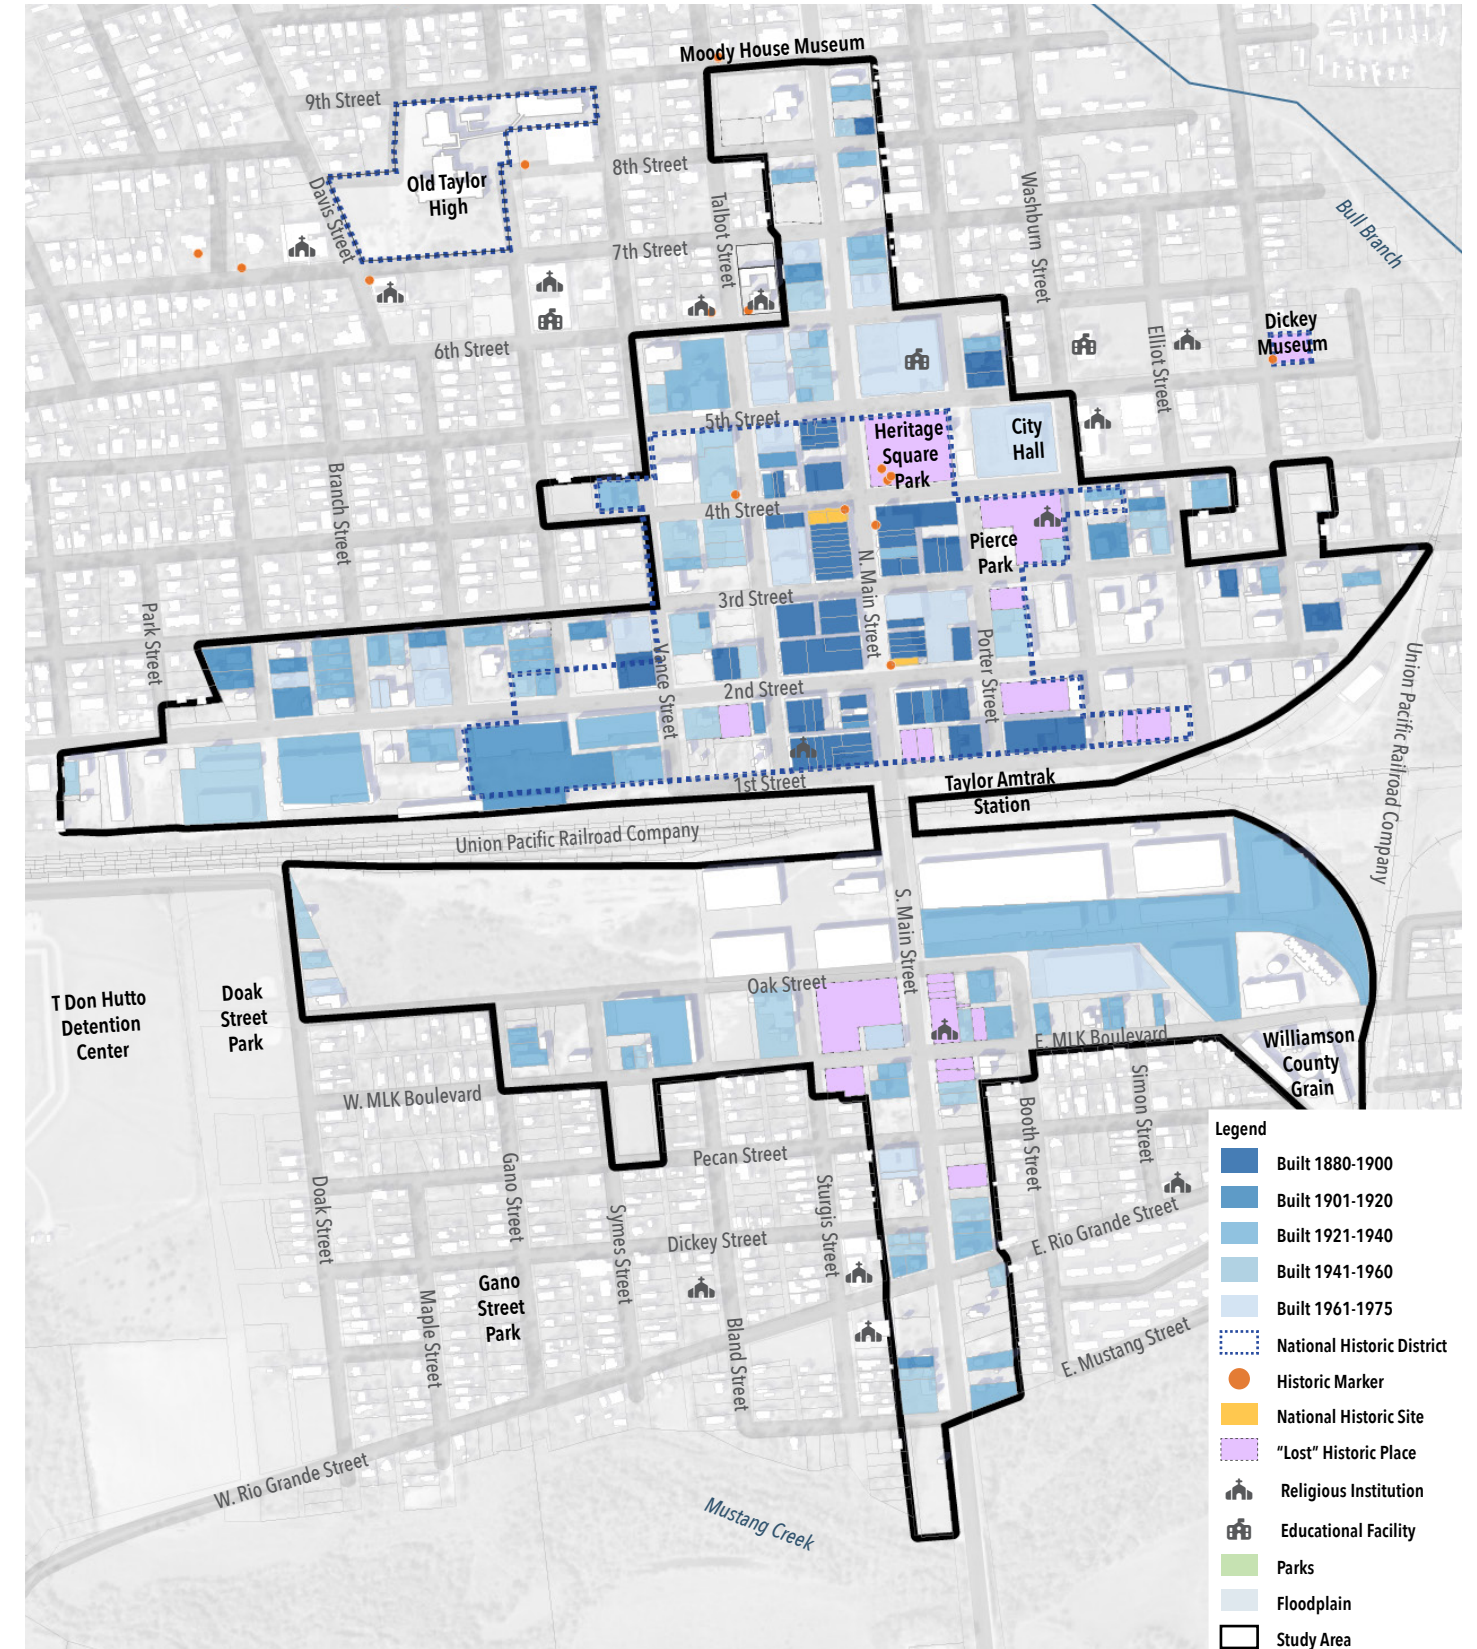 Moody House Museum
9th Street
8th Street
Old Taylor
High
Davis Street
Talbot Street
Washburn Street
Bull Branch
7th Street
6th Street
Elliot Street
Dickey
Museum
5th Street
Heritage
Square
Park
City
Hall
Branch Street
4th Street
N. Main Street
Pierce
Park
3rd Street
Park Street
Vance Street
Porter Street
Union Pacific Railroad Company
2nd Street
1st Street
Taylor Amtrak
Station
Union Pacific Railroad Company
S. Main Street
Oak Street
T Don Hutto
Detention
Center
Doak
Street
Park
E. MLK Boulevard
Williamson
County
Grain
W. MLK Boulevard
Simon Street
Booth Street
Pecan Street
Doak Street
Gano Street
Symes Street
Sturgis Street
Dickey Street
E. Rio Grande Street
Gano
Street
Park
Maple Street
Bland Street
E. Mustang Street
W. Rio Grande Street
Mustang Creek
Legend
Built 1880-1900
Built 1901-1920
Built 1921-1940
Built 1941-1960
Built 1961-1975
National Historic District
Historic Marker
National Historic Site
“Lost” Historic Place
Religious Institution
Educational Facility
Parks
Floodplain
Study Area